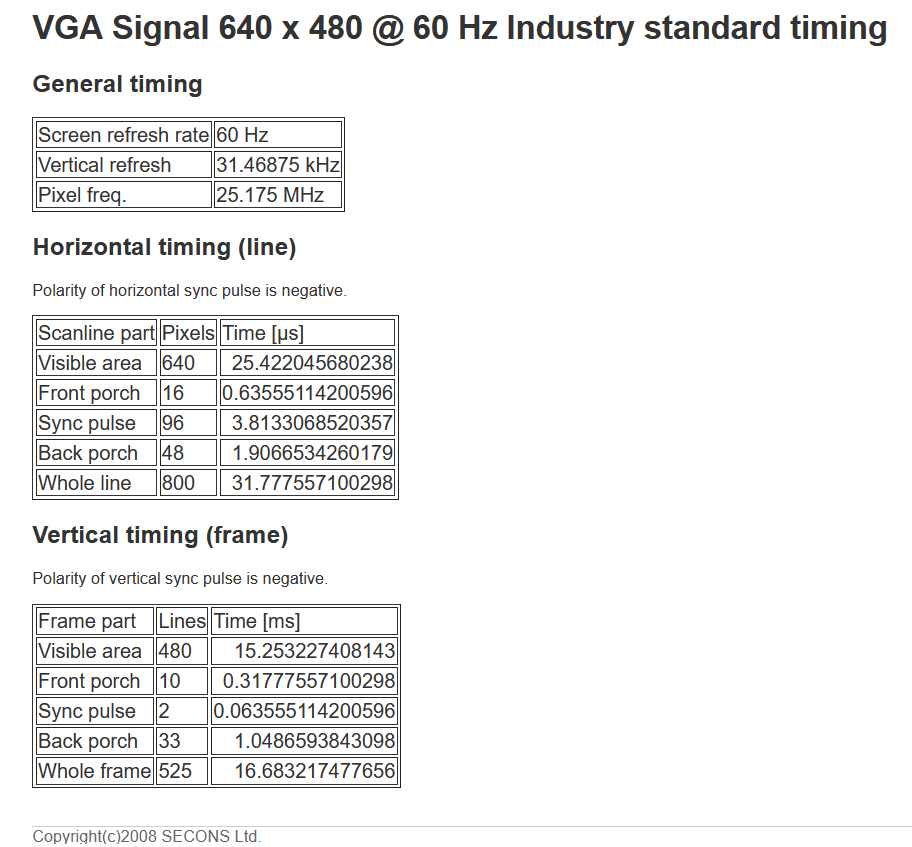 VGA Signal 640 x 480 @ 60 Hz Industry standard timing
General timing
Screen refresh rate 60 Hz
Vertical refresh 31.46875 kHz
Pixel freq. 25.175 MHz
Horizontal timing (line)
Polarity of horizontal sync pulse is negative.
Scanline part Pixels Time [µs]
Visible area 640 25.422045680238
Front porch 16 0.63555114200596
Sync pulse 96 3.8133068520357
Back porch 48 1.9066534260179
Whole line 800 31.777557100298
Vertical timing (frame)
Polarity of vertical sync pulse is negative.
Frame part Lines Time [ms]
Visible area 480 15.253227408143
Front porch 10 0.31777557100298
Sync pulse 2 0.063555114200596
Back porch 33 1.0486593843098
Whole frame 525 16.683217477656
Copyright(c)2008 SECONS Ltd.